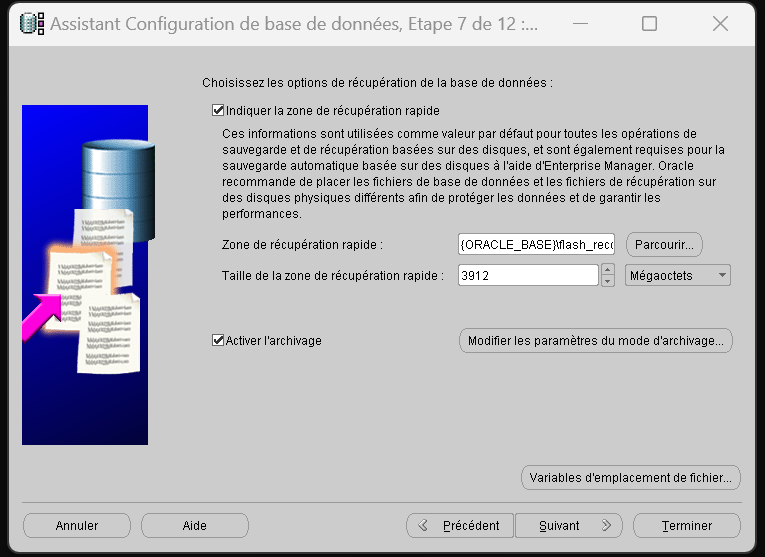 Assistant Configuration de base de données, Etape 7 de 12 :...
Choisissez les options de récupération de la base de données :
Indiquer la zone de récupération rapide
Ces informations sont utilisées comme valeur par défaut pour toutes les opérations de
sauvegarde et de récupération basées sur des disques, et sont également requises pour la
sauvegarde automatique basée sur des disques à l'aide d'Enterprise Manager. Oracle
recommande de placer les fichiers de base de données et les fichiers de récupération sur
des disques physiques différents afin de protéger les données et de garantir les
performances.
Zone de récupération rapide : {ORACLE_BASE}\flash_reco Parcourir...
Taille de la zone de récupération rapide : 3912 Mégaoctets
Activer l'archivage Modifier les paramètres du mode d'archivage...
Variables d'emplacement de fichier...
Annuler Aide Précédent Suivant Terminer